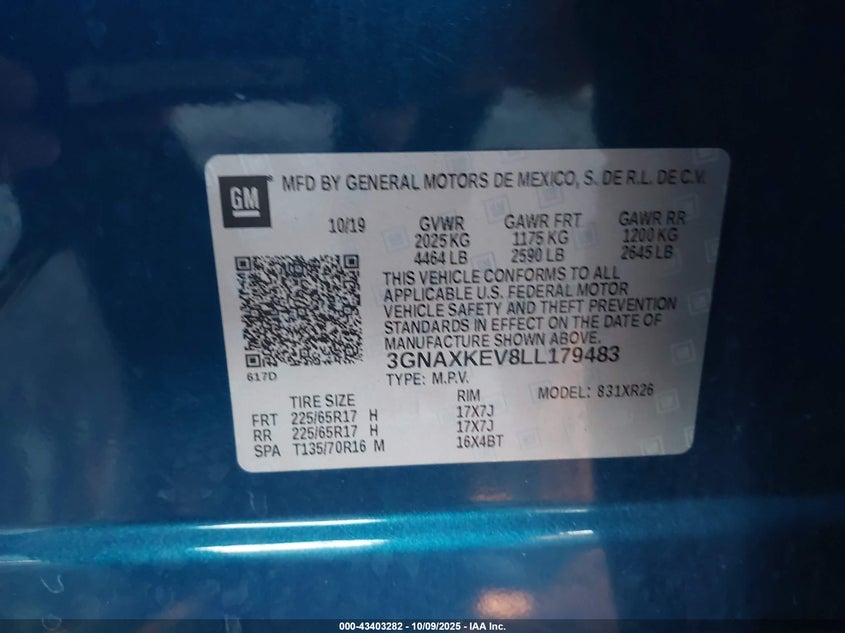 GM
MFD BY GENERAL MOTORS DE MEXICO, S. DE R.L. DE C.V.
10/19 GVWR GAWR FRT GAWR RR
2025 KG 1175 KG 1200 KG
4464 LB 2590 LB 2645 LB
THIS VEHICLE CONFORMS TO ALL
APPLICABLE U.S. FEDERAL MOTOR
VEHICLE SAFETY AND THEFT PREVENTION
STANDARDS IN EFFECT ON THE DATE OF
MANUFACTURE SHOWN ABOVE.
3GNAXKEV8LL179483
617D
TYPE: M.P.V.
MODEL: 831XR26
TIRE SIZE RIM
FRT 225/65R17 H 17X7J
RR 225/65R17 H 17X7J
SPA T135/70R16 M 16X4BT
000-43403282 - 10/09/2025 - IAA Inc.